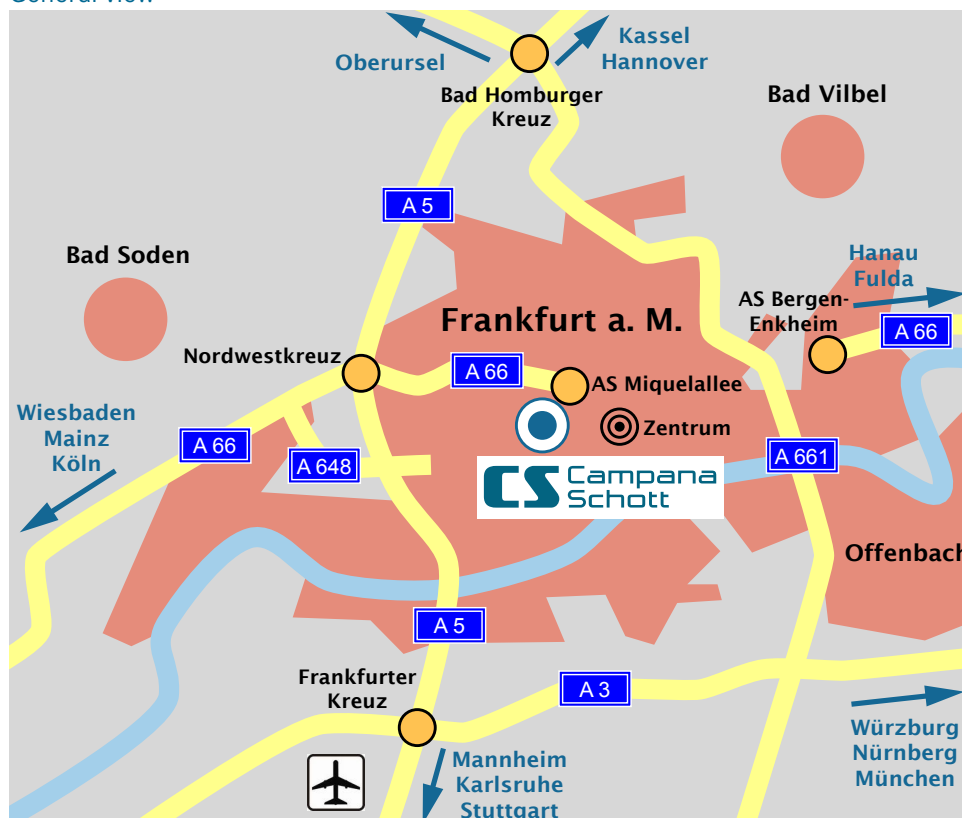 General view
Oberursel
Kassel
Hannover
Bad Homburger
Kreuz
Bad Vilbel
A 5
Bad Soden
Hanau
Fulda
AS Bergen-
Enkheim
Frankfurt a. M.
A 66
Nordwestkreuz
A 66
AS Miquelallee
Wiesbaden
Mainz
Köln
A 66
A 648
Zentrum
A 661
CS Campana
Schott
Offenbach
A 5
Frankfurter
Kreuz
A 3
Würzburg
Nürnberg
München
Mannheim
Karlsruhe
Stuttgart